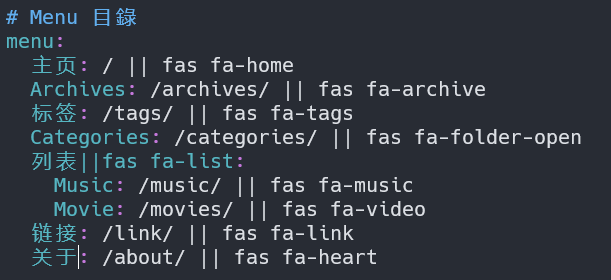 # Menu 目錄
menu:
主页: / || fas fa-home
Archives: /archives/ || fas fa-archive
标签: /tags/ || fas fa-tags
Categories: /categories/ || fas fa-folder-open
列表||fas fa-list:
Music: /music/ || fas fa-music
Movie: /movies/ || fas fa-video
链接: /link/ || fas fa-link
关于: /about/ || fas fa-heart